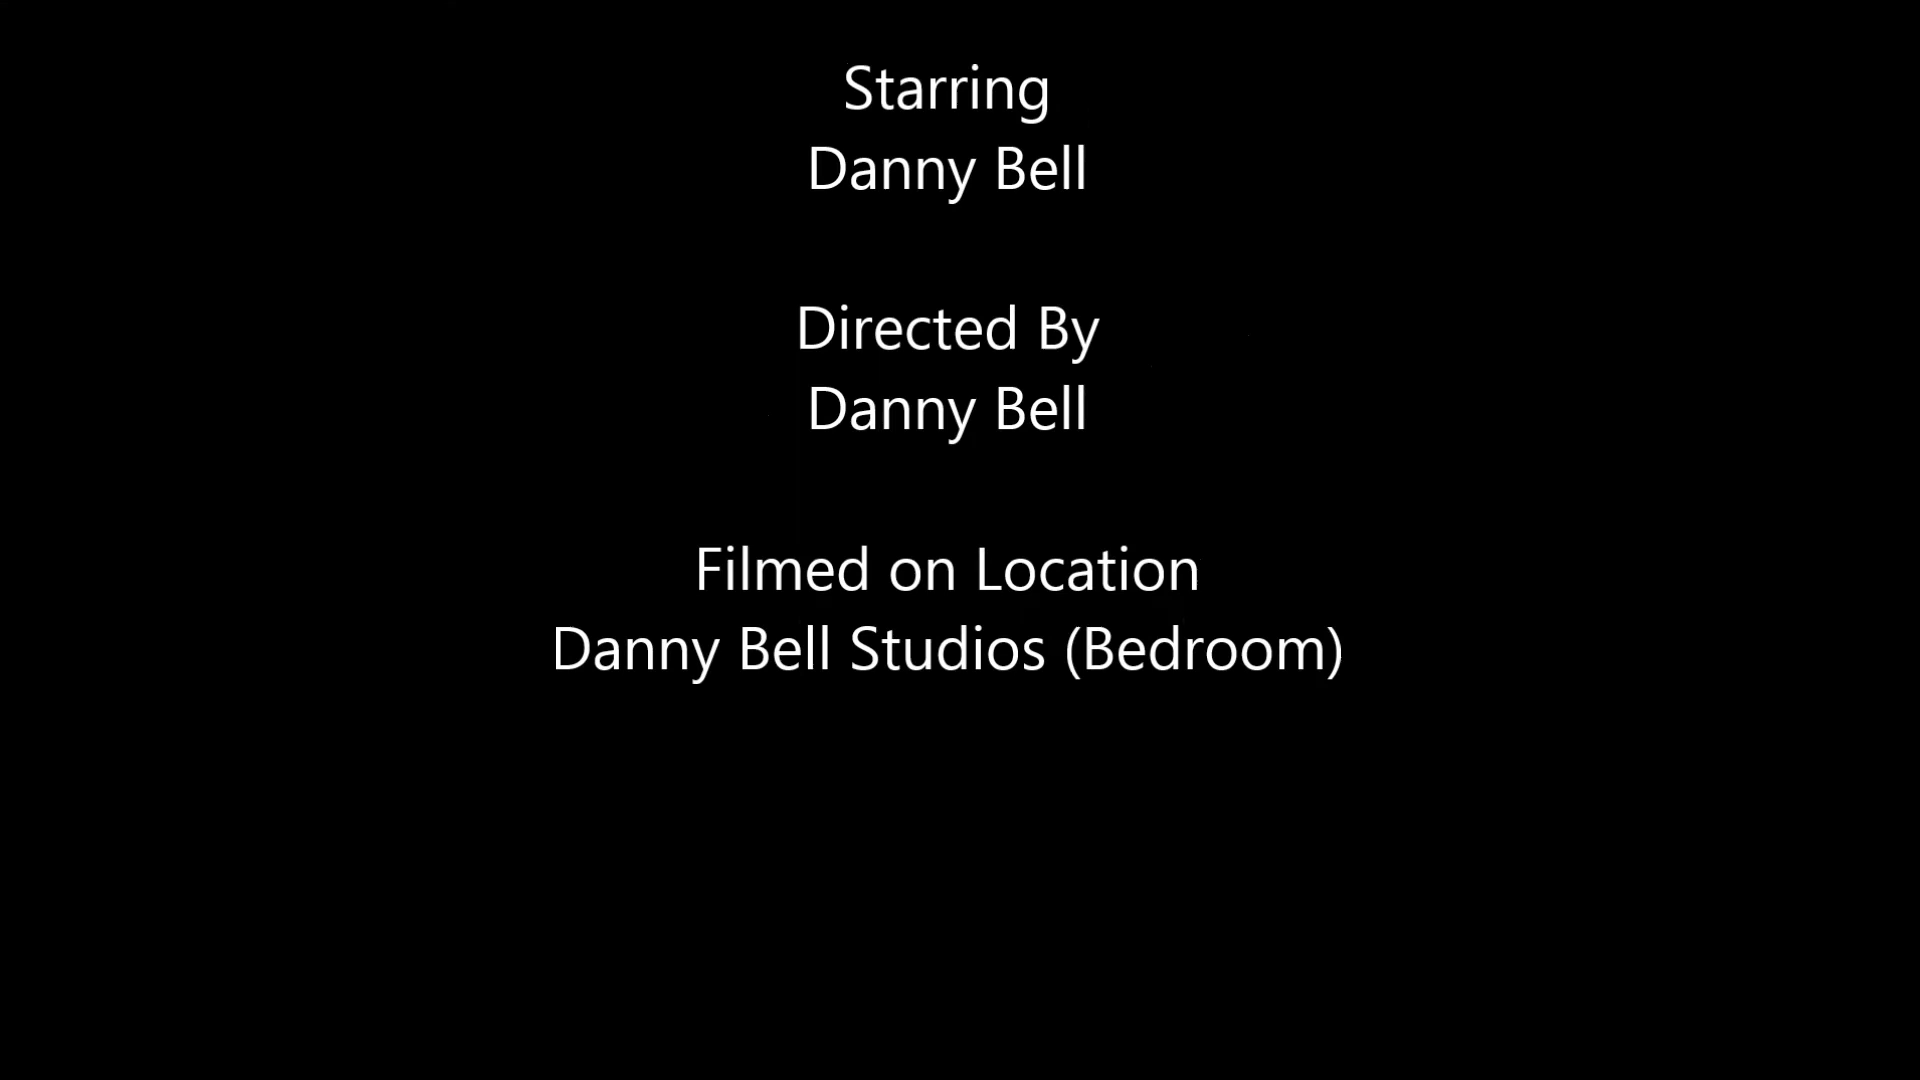 Starring
Danny Bell
Directed By
Danny Bell
Filmed on Location
Danny Bell Studios (Bedroom)